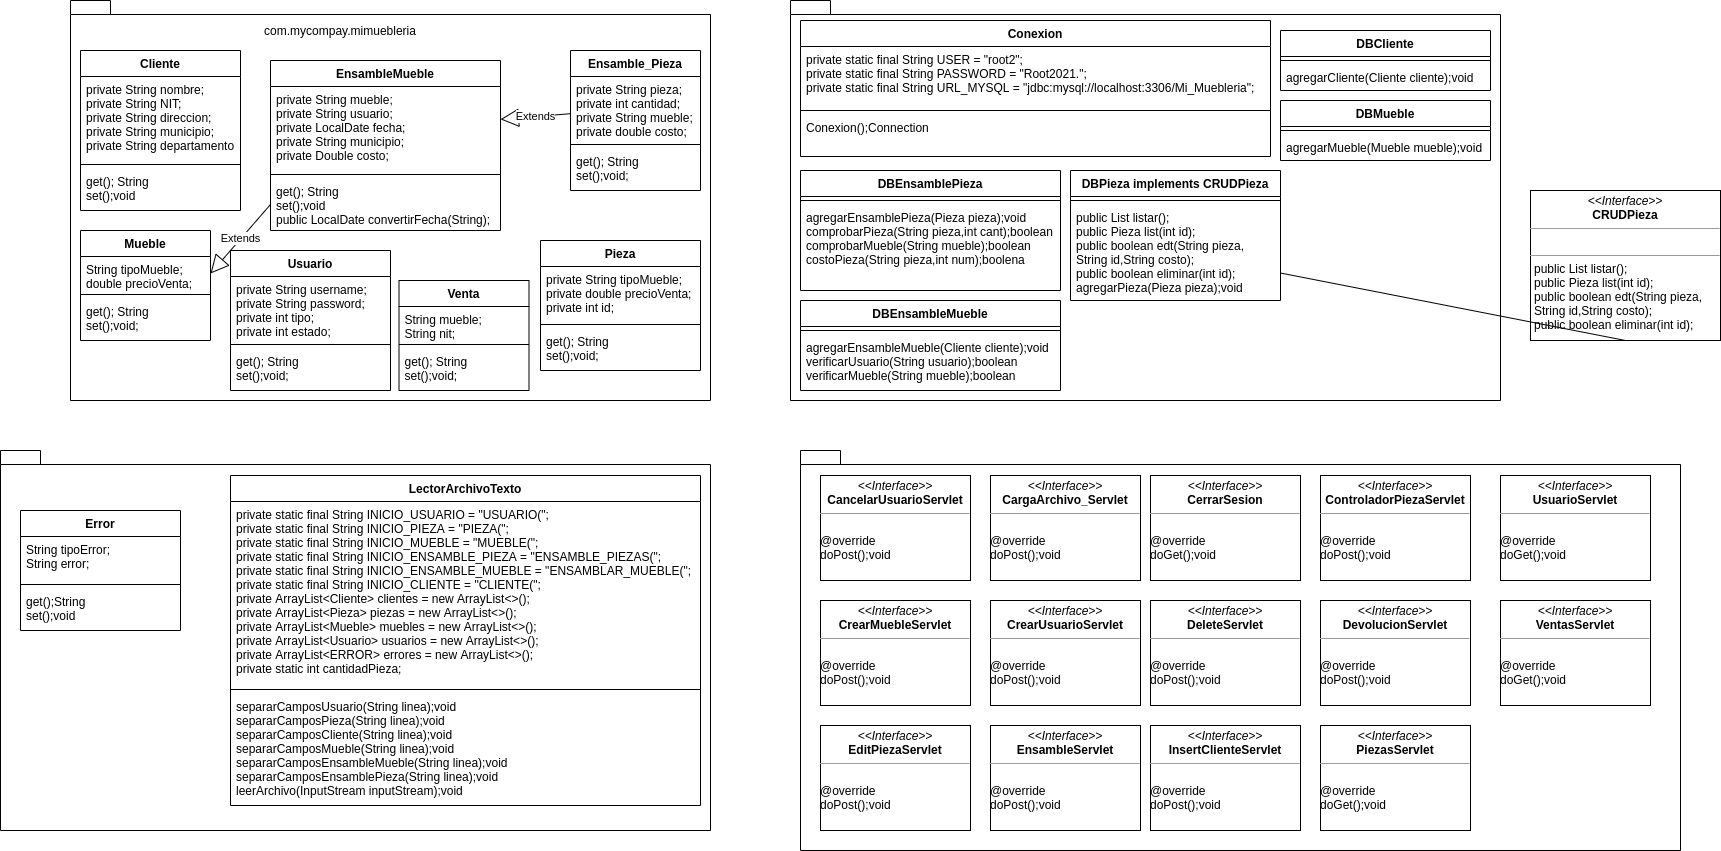 com.mycompay.mimuebleria
Cliente
private String nombre;
private String NIT;
private String direccion;
private String municipio;
private String departamento
get(); String
set();void
EnsambleMueble
private String mueble;
private String usuario;
private LocalDate fecha;
private String municipio;
private Double costo;
get(); String
set();void
public LocalDate convertirFecha(String);
Extends
Ensamble_Pieza
private String pieza;
private int cantidad;
private String mueble;
private double costo;
get(); String
set();void;
Mueble
String tipoMueble;
double precioVenta;
get(); String
set();void;
Extends
Usuario
private String username;
private String password;
private int tipo;
private int estado;
get(); String
set();void;
Venta
String mueble;
String nit;
get(); String
set();void;
Pieza
private String tipoMueble;
private double precioVenta;
private int id;
get(); String
set();void;
Conexion
private static final String USER = "root2";
private static final String PASSWORD = "Root2021.";
private static final String URL_MYSQL = "jdbc:mysql://localhost:3306/Mi_Muebleria";
Conexion();Connection
DBCliente
agregarCliente(Cliente cliente);void
DBMueble
agregarMueble(Mueble mueble);void
DBEnsamblePieza
agregarEnsamblePieza(Pieza pieza);void
comprobarPieza(String pieza,int cant);boolean
comprobarMueble(String mueble);boolean
costoPieza(String pieza,int num);boolena
DBPieza implements CRUDPieza
public List listar();
public Pieza list(int id);
public boolean edt(String pieza,
String id,String costo);
public boolean eliminar(int id);
agregarPieza(Pieza pieza);void
DBEnsambleMueble
agregarEnsambleMueble(Cliente cliente);void
verificarUsuario(String usuario);boolean
verificarMueble(String mueble);boolean
<<Interface>>
CRUDPieza
public List listar();
public Pieza list(int id);
public boolean edt(String pieza,
String id,String costo);
public boolean eliminar(int id);
Error
String tipoError;
String error;
get();String
set();void
LectorArchivoTexto
private static final String INICIO_USUARIO = "USUARIO(";
private static final String INICIO_PIEZA = "PIEZA(";
private static final String INICIO_MUEBLE = "MUEBLE(";
private static final String INICIO_ENSAMBLE_PIEZA = "ENSAMBLE_PIEZAS(";
private static final String INICIO_ENSAMBLE_MUEBLE = "ENSAMBLAR_MUEBLE(";
private static final String INICIO_CLIENTE = "CLIENTE(";
private ArrayList<Cliente> clientes = new ArrayList<>();
private ArrayList<Pieza> piezas = new ArrayList<>();
private ArrayList<Mueble> muebles = new ArrayList<>();
private ArrayList<Usuario> usuarios = new ArrayList<>();
private ArrayList<ERROR> errores = new ArrayList<>();
private static int cantidadPieza;
separarCamposUsuario(String linea);void
separarCamposPieza(String linea);void
separarCamposCliente(String linea);void
separarCamposMueble(String linea);void
separarCamposEnsambleMueble(String linea);void
separarCamposEnsamblePieza(String linea);void
leerArchivo(InputStream inputStream);void
<<Interface>>
CancelarUsuarioServlet
@override
doPost();void
<<Interface>>
CargaArchivo_Servlet
@override
doPost();void
<<Interface>>
CerrarSesion
@override
doGet();void
<<Interface>>
ControladorPiezaServlet
@override
doPost();void
<<Interface>>
UsuarioServlet
@override
doGet();void
<<Interface>>
CrearMuebleServlet
@override
doPost();void
<<Interface>>
CrearUsuarioServlet
@override
doPost();void
<<Interface>>
DeleteServlet
@override
doPost();void
<<Interface>>
DevolucionServlet
@override
doPost();void
<<Interface>>
VentasServlet
@override
doGet();void
<<Interface>>
EditPiezaServlet
@override
doPost();void
<<Interface>>
EnsambleServlet
@override
doPost();void
<<Interface>>
InsertClienteServlet
@override
doPost();void
<<Interface>>
PiezasServlet
@override
doGet();void